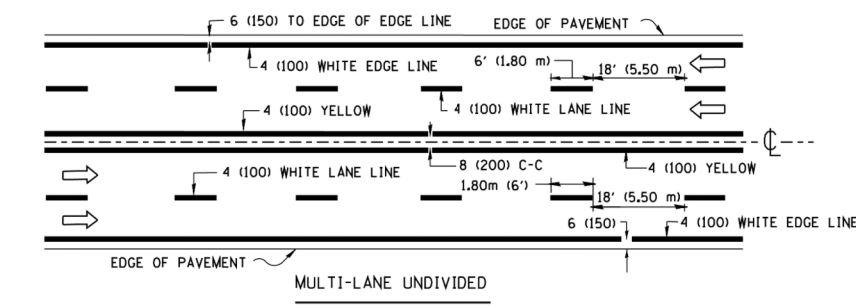 6 (150) TO EDGE OF EDGE LINE
EDGE OF PAVEMENT
4 (100) WHITE EDGE LINE
6' (1.80 m)
18' (5.50 m)
4 (100) YELLOW
4 (100) WHITE LANE LINE
℄
4 (100) WHITE LANE LINE
8 (200) C-C
4 (100) YELLOW
1.80m (6')
18' (5.50 m)
6 (150)
4 (100) WHITE EDGE LINE
EDGE OF PAVEMENT
MULTI-LANE UNDIVIDED